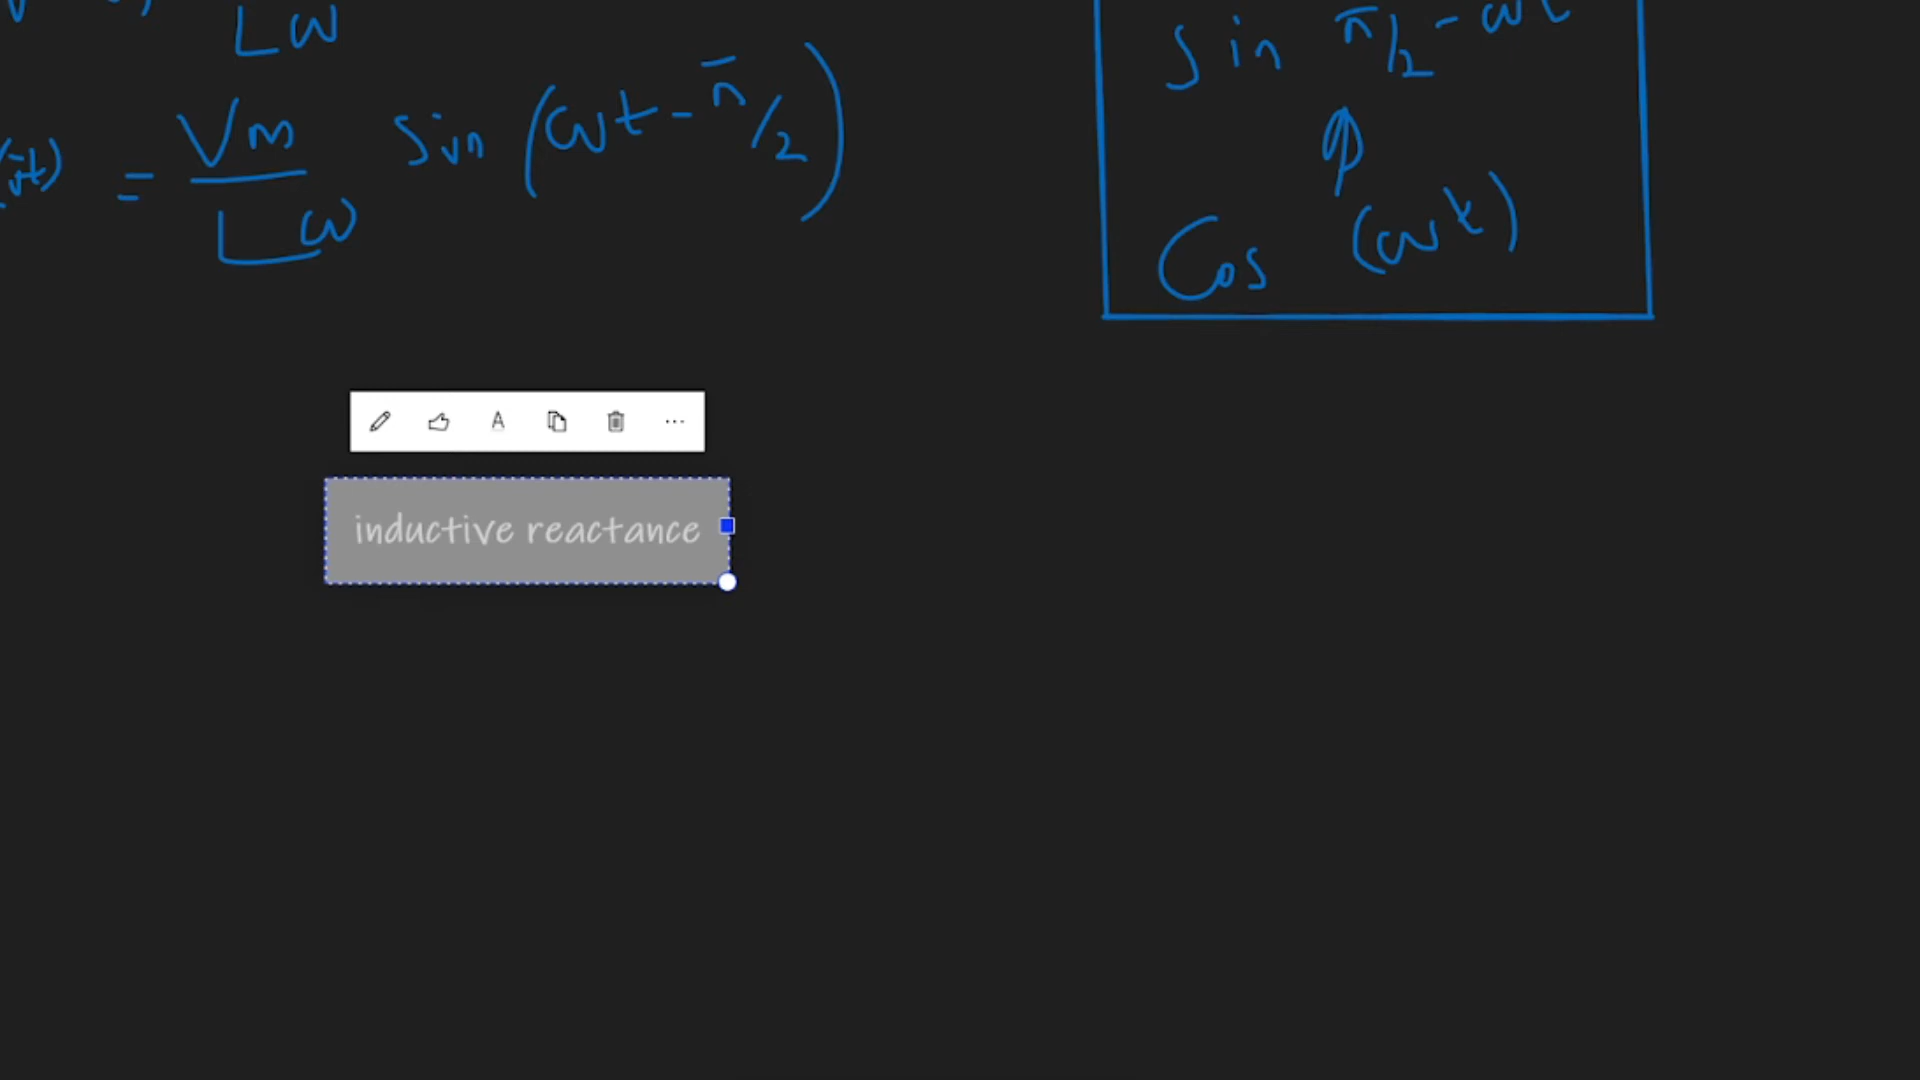 Lω
(t) = Vm / Lω Sin (ωt - π/2)
Sin π/2 - ωt
Cos (ωt)
A
inductive reactance